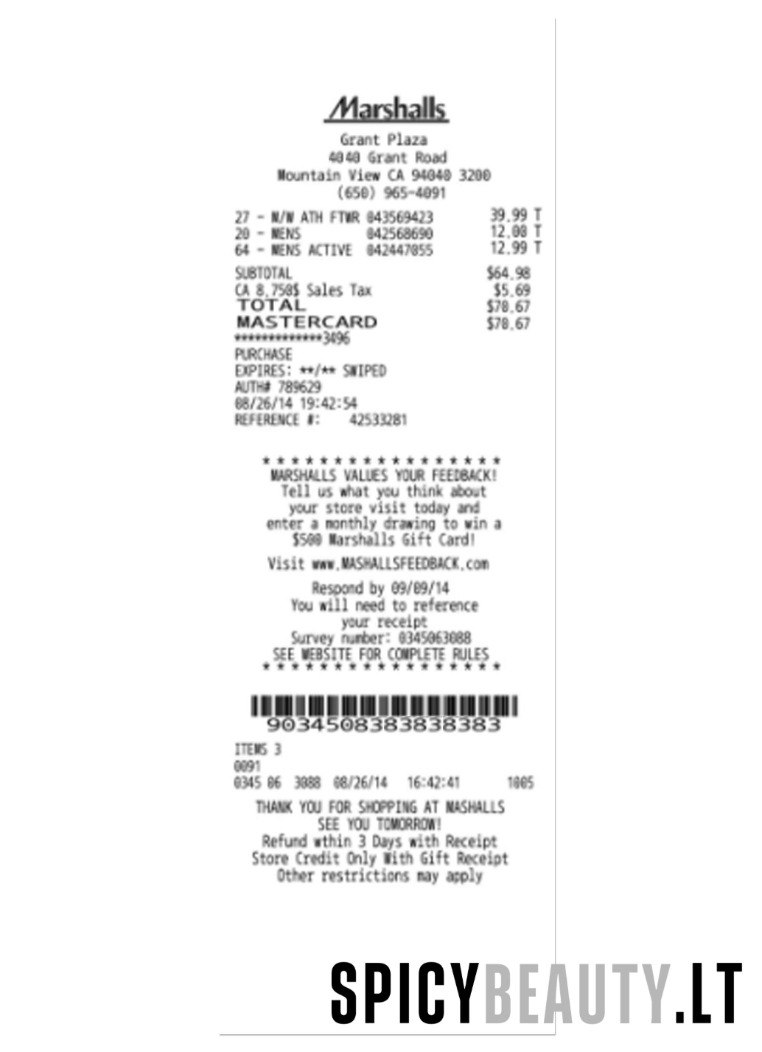 Marshalls
Grant Plaza
4040 Grant Road
Mountain View CA 94040 3200
(650) 965-4091
27 - M/W ATH FTWR 043569423 39.99 T
20 - MENS 042568690 12.00 T
64 - MENS ACTIVE 042447055 12.99 T
SUBTOTAL $64.98
CA 8.750$ Sales Tax $5.69
TOTAL $70.67
MASTERCARD $70.67
*************3496
PURCHASE
EXPIRES: **/** SWIPED
AUTH# 789629
08/26/14 19:42:54
REFERENCE #: 42533281
* * * * * * * * * * * * * * * * *
MARSHALLS VALUES YOUR FEEDBACK!
Tell us what you think about
your store visit today and
enter a monthly drawing to win a
$500 Marshalls Gift Card!
Visit www.MASHALLSFEEDBACK.com
Respond by 09/09/14
You will need to reference
your receipt
Survey number: 0345063088
SEE WEBSITE FOR COMPLETE RULES
* * * * * * * * * * * * * * * * *
9034508383838383
ITEMS 3
0091
0345 06 3088 08/26/14 16:42:41 1005
THANK YOU FOR SHOPPING AT MASHALLS
SEE YOU TOMORROW!
Refund wthin 3 Days with Receipt
Store Credit Only With Gift Receipt
Other restrictions may apply
SPICYBEAUTY.LT